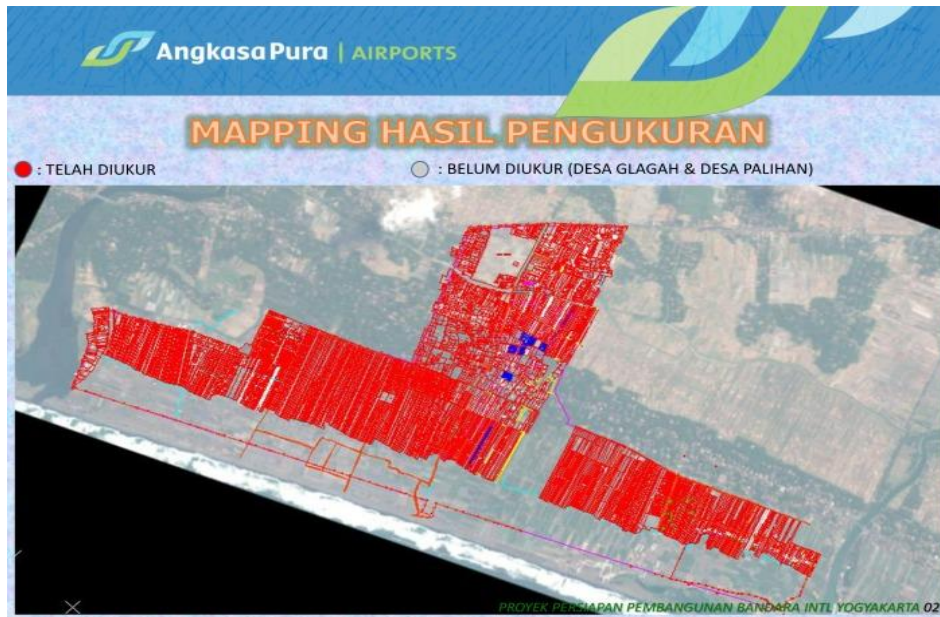 AngkasaPura | AIRPORTS
MAPPING HASIL PENGUKURAN
: TELAH DIUKUR
: BELUM DIUKUR (DESA GLAGAH & DESA PALIHAN)
PROYEK PERSIAPAN PEMBANGUNAN BANDARA INTL YOGYAKARTA 02